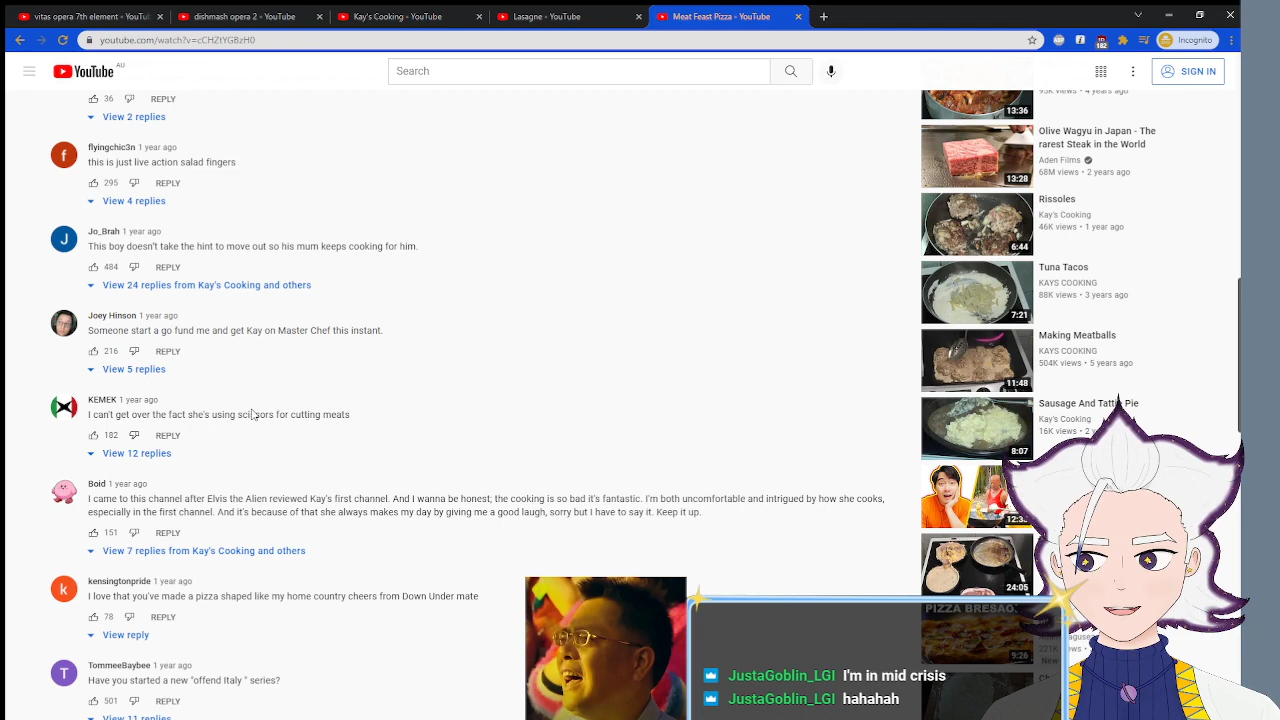 vitas opera 7th element - YouTub
dishmash opera 2 - YouTube
Kay's Cooking - YouTube
Lasagne - YouTube
Meat Feast Pizza - YouTube
youtube.com/watch?v=cCHZtYGBzH0
ABP
182
Incognito
YouTube AU
Search
SIGN IN
36 REPLY
View 2 replies
flyingchic3n 1 year ago
this is just live action salad fingers
295 REPLY
View 4 replies
Jo_Brah 1 year ago
This boy doesn't take the hint to move out so his mum keeps cooking for him.
484 REPLY
View 24 replies from Kay's Cooking and others
Joey Hinson 1 year ago
Someone start a go fund me and get Kay on Master Chef this instant.
216 REPLY
View 5 replies
KEMEK 1 year ago
I can't get over the fact she's using scissors for cutting meats
182 REPLY
View 12 replies
Boid 1 year ago
I came to this channel after Elvis the Alien reviewed Kay's first channel. And I wanna be honest; the cooking is so bad it's fantastic. I'm both uncomfortable and intrigued by how she cooks,
especially in the first channel. And it's because of that she always makes my day by giving me a good laugh, sorry but I have to say it. Keep it up.
151 REPLY
View 7 replies from Kay's Cooking and others
kensingtonpride 1 year ago
I love that you've made a pizza shaped like my home country cheers from Down Under mate
78 REPLY
View reply
TommeeBaybee 1 year ago
Have you started a new "offend Italy " series?
501 REPLY
View 11 replies
95K views • 4 years ago
13:36
Olive Wagyu in Japan - The
rarest Steak in the World
Aden Films
68M views • 2 years ago
13:28
Rissoles
Kay's Cooking
46K views • 1 year ago
6:44
Tuna Tacos
KAYS COOKING
88K views • 3 years ago
7:21
Making Meatballs
KAYS COOKING
504K views • 5 years ago
11:48
Sausage And Tattie Pie
Kay's Cooking
16K views • 2 y
8:07
24:05
PIZZA BRESAO
9:26
JustaGoblin_LGI I'm in mid crisis
JustaGoblin_LGI hahahah